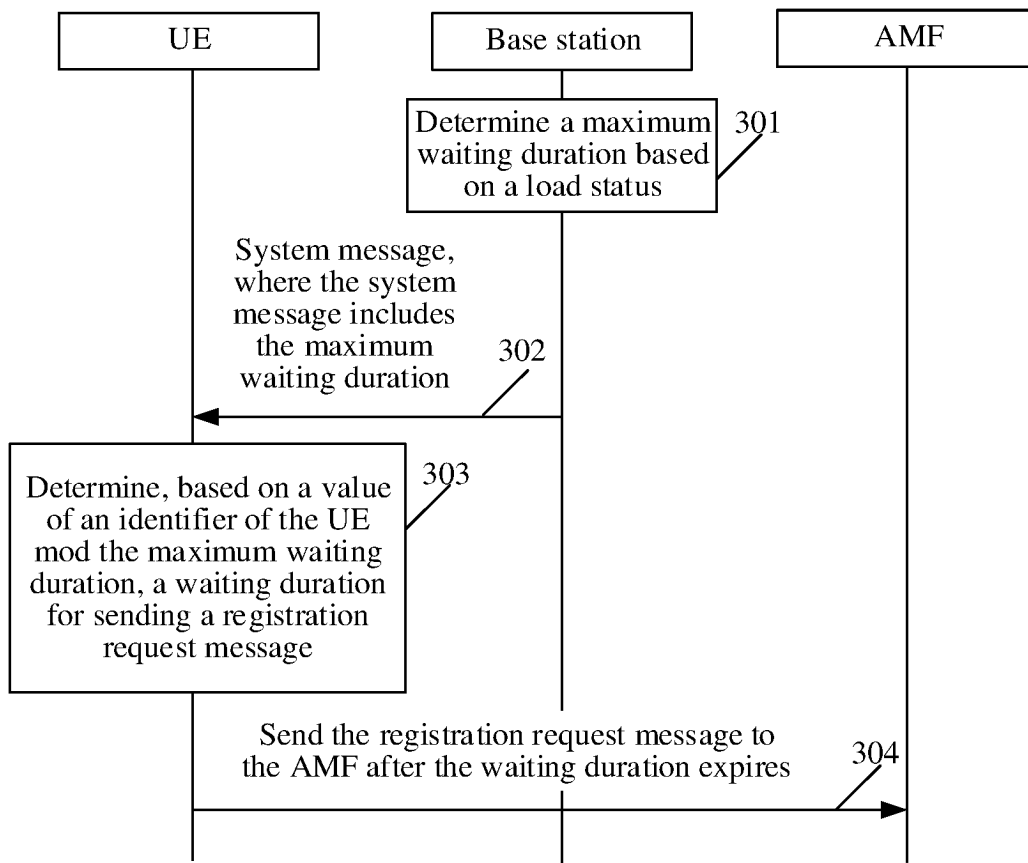 UE
Base station
AMF
Determine a maximum
waiting duration based
on a load status
301
System message,
where the system
message includes
the maximum
waiting duration
302
Determine, based on a value
of an identifier of the UE
mod the maximum waiting
duration, a waiting duration
for sending a registration
request message
303
Send the registration request message to
the AMF after the waiting duration expires
304